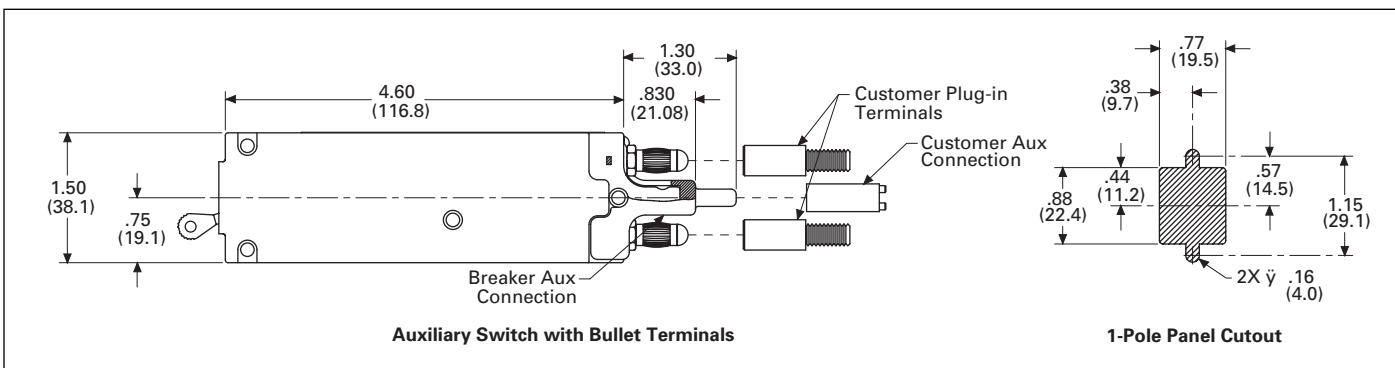 4.60
(116.8)
1.30
(33.0)
.830
(21.08)
Customer Plug-in
Terminals
Customer Aux
Connection
1.50
(38.1)
.75
(19.1)
Breaker Aux
Connection
Auxiliary Switch with Bullet Terminals
.77
(19.5)
.38
(9.7)
.44
(11.2)
.88
(22.4)
.57
(14.5)
1.15
(29.1)
2X ÿ .16
(4.0)
1-Pole Panel Cutout